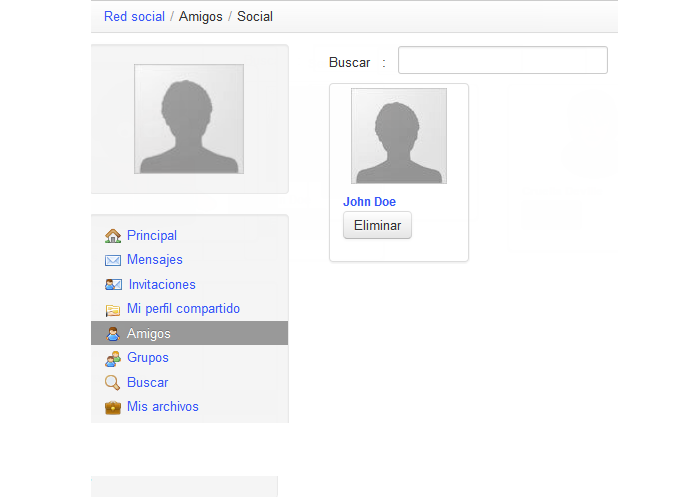 Red social / Amigos / Social
Buscar :
John Doe
Eliminar
Principal
Mensajes
Invitaciones
Mi perfil compartido
Amigos
Grupos
Buscar
Mis archivos